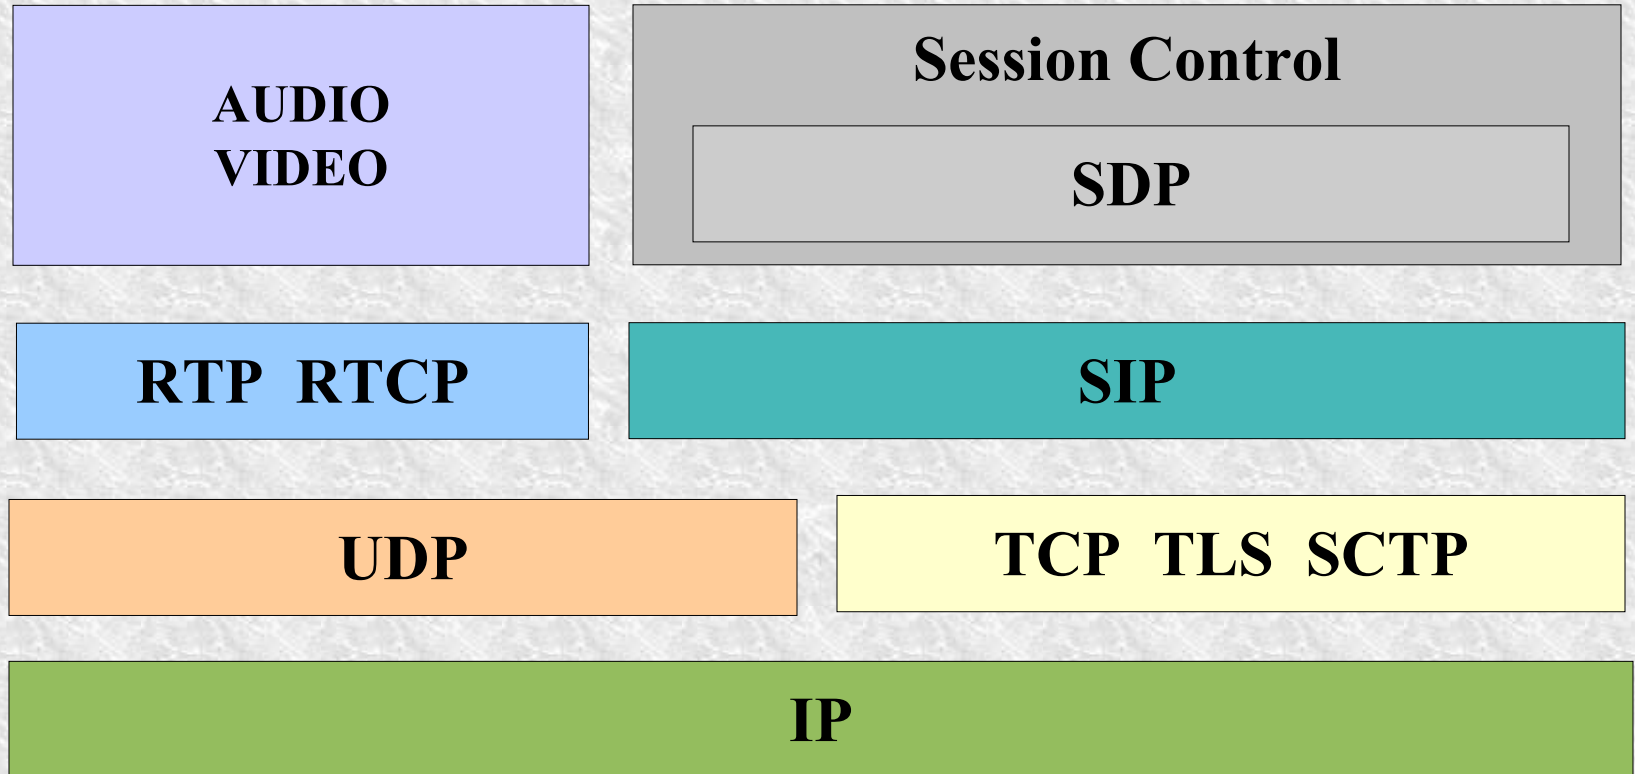 AUDIO
VIDEO
Session Control
SDP
RTP RTCP
SIP
UDP
TCP TLS SCTP
IP